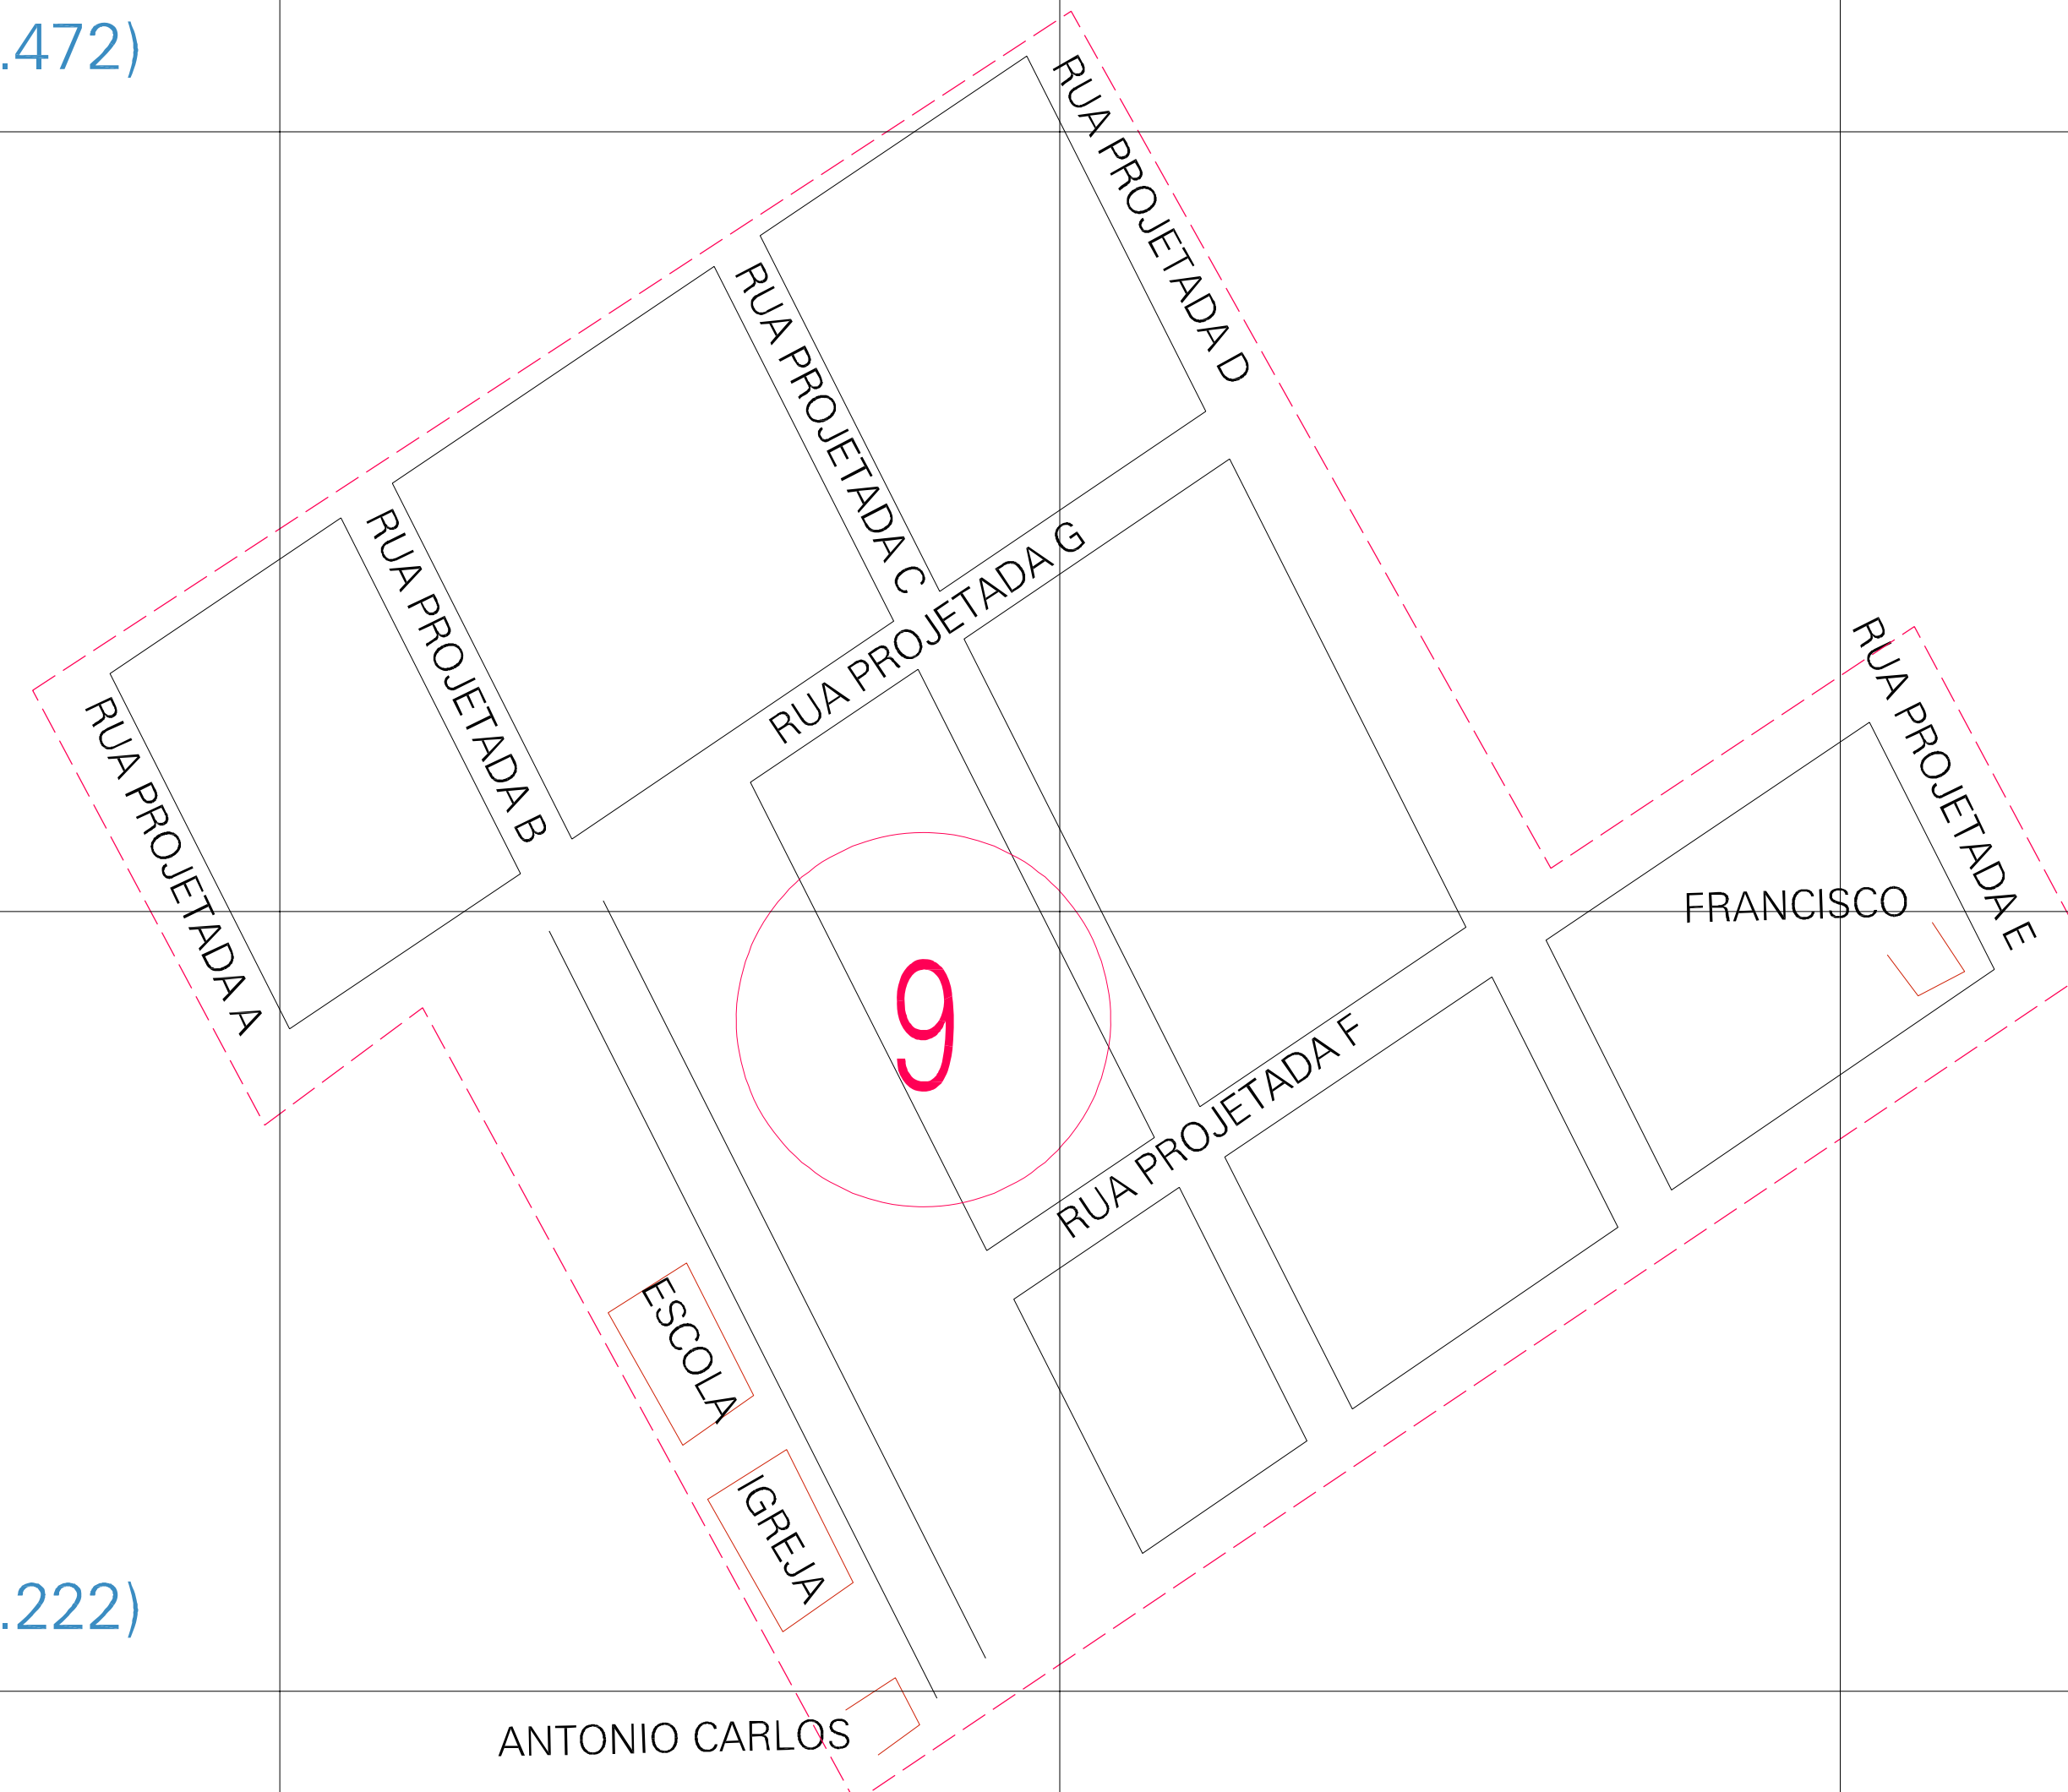 .472)
RUA PROJETADA D
RUA PROJETADA C
RUA PROJETADA B
RUA PROJETADA G
RUA PROJETADA E
RUA PROJETADA A
FRANCISCO
9
RUA PROJETADA F
ESCOLA
IGREJA
.222)
ANTONIO CARLOS